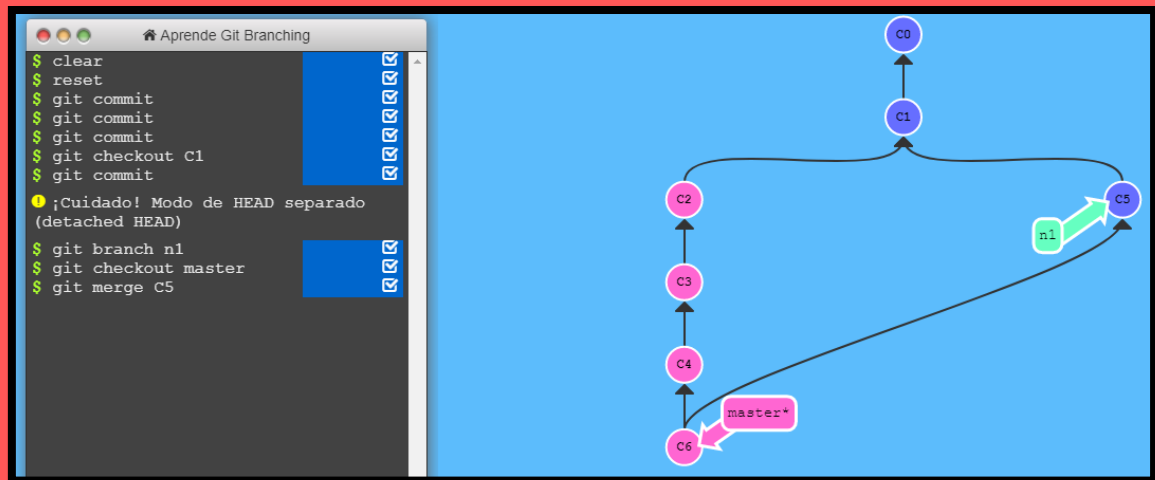 Aprende Git Branching
$ clear
$ reset
$ git commit
$ git commit
$ git commit
$ git checkout C1
$ git commit
¡Cuidado! Modo de HEAD separado
(detached HEAD)
$ git branch n1
$ git checkout master
$ git merge C5
C0
C1
C2
C5
n1
C3
C4
master*
C6